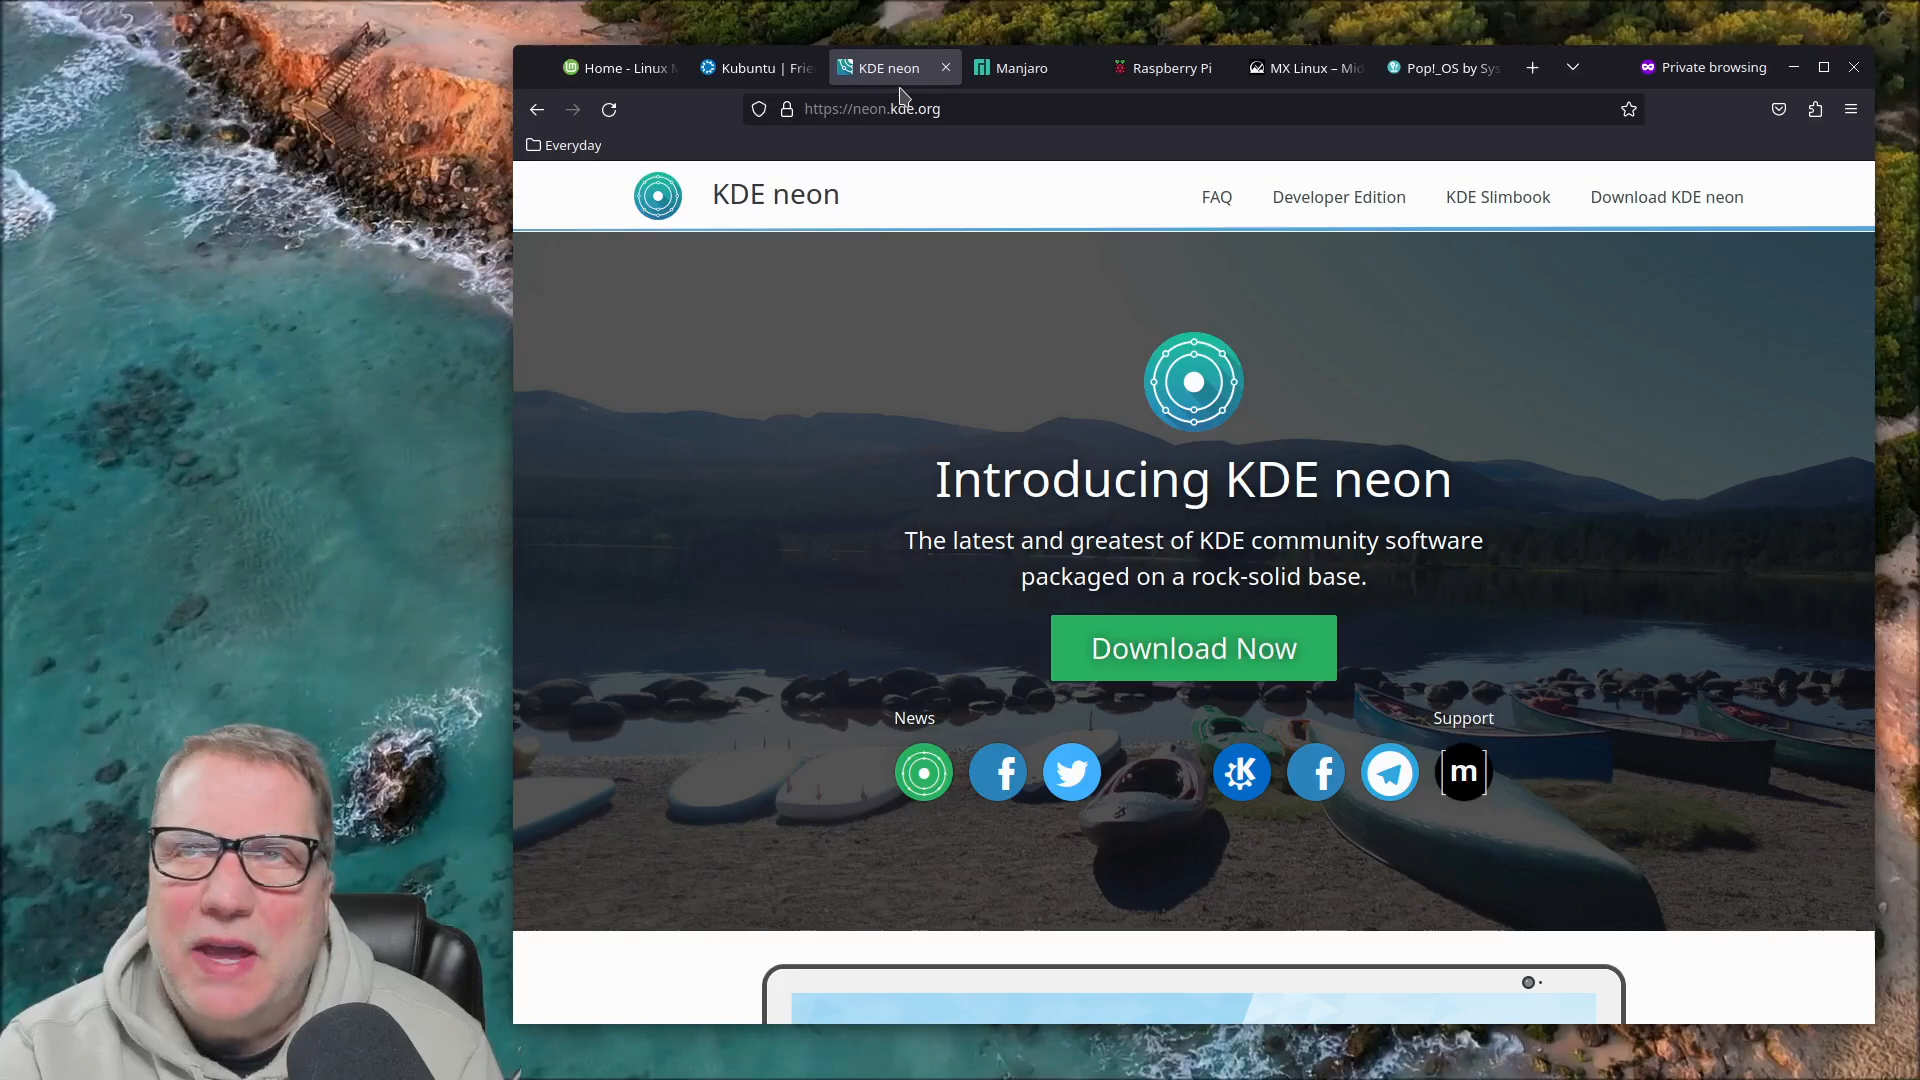 Home - Linux M
Kubuntu | Frie
KDE neon
Manjaro
Raspberry Pi
MX Linux – Mid
Pop!_OS by Sys
Private browsing
https://neon.kde.org
Everyday
KDE neon
FAQ
Developer Edition
KDE Slimbook
Download KDE neon
Introducing KDE neon
The latest and greatest of KDE community software
packaged on a rock-solid base.
Download Now
News
Support
[m]